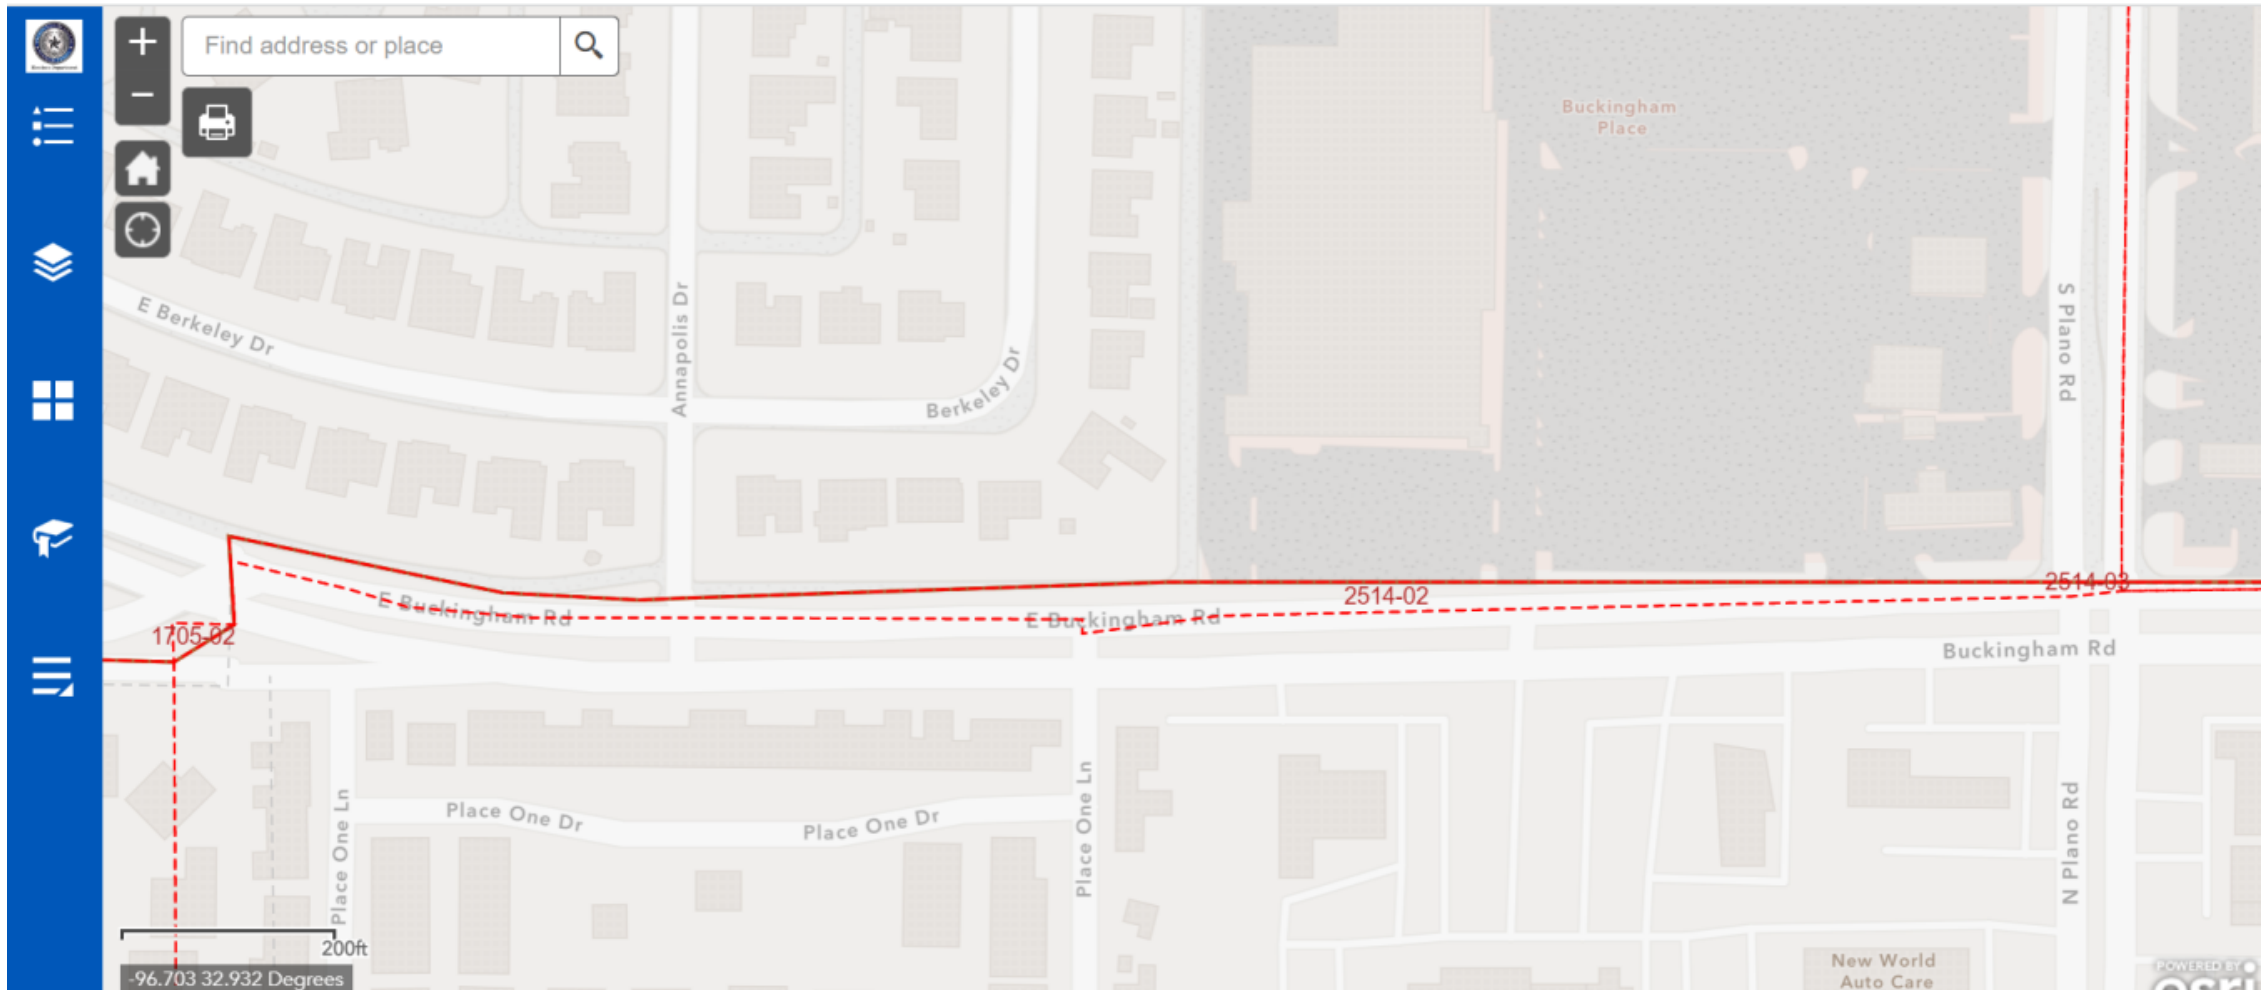 Find address or place
Buckingham
Place
E Berkeley Dr
Annapolis Dr
Berkeley Dr
S Plano Rd
E Buckingham Rd
E Buckingham Rd
2514-02
2514-03
1705-02
Buckingham Rd
Place One Ln
Place One Dr
Place One Dr
Place One Ln
N Plano Rd
200ft
-96.703 32.932 Degrees
New World
Auto Care
POWERED BY
esri